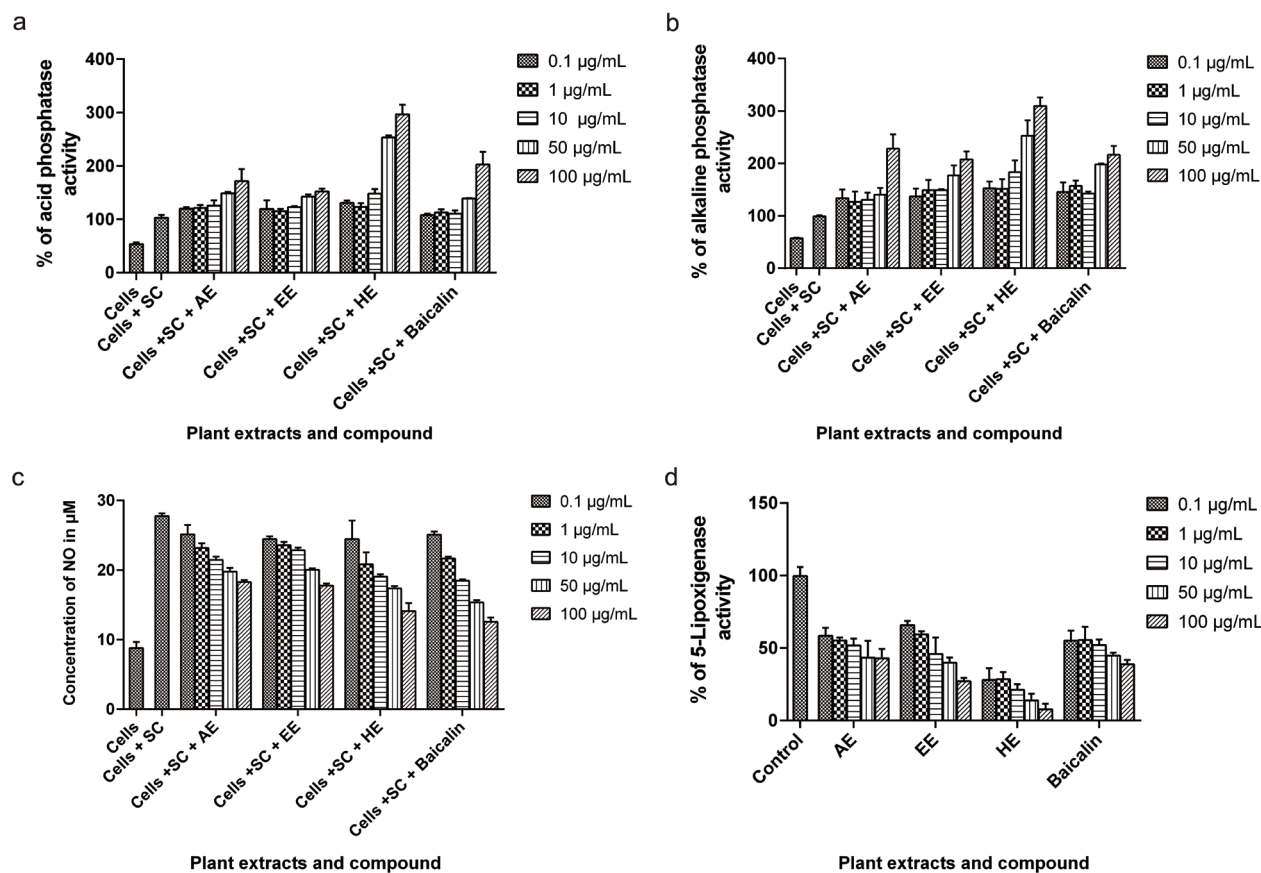 a
% of acid phosphatase
activity
400
300
200
100
0
0.1 µg/mL
1 µg/mL
10 µg/mL
50 µg/mL
100 µg/mL
Cells
Cells + SC
Cells +SC + AE
Cells +SC + EE
Cells +SC + HE
Cells +SC + Baicalin
Plant extracts and compound
b
% of alkaline phosphatase
activity
400
300
200
100
0
0.1 µg/mL
1 µg/mL
10 µg/mL
50 µg/mL
100 µg/mL
Cells
Cells + SC
Cells +SC + AE
Cells +SC + EE
Cells +SC + HE
Cells +SC + Baicalin
Plant extracts and compound
c
Concentration of NO in µM
30
20
10
0
0.1 µg/mL
1 µg/mL
10 µg/mL
50 µg/mL
100 µg/mL
Cells
Cells + SC
Cells +SC + AE
Cells +SC + EE
Cells +SC + HE
Cells +SC + Baicalin
Plant extracts and compound
d
% of 5-Lipoxigenase
activity
150
100
50
0
0.1 µg/mL
1 µg/mL
10 µg/mL
50 µg/mL
100 µg/mL
Control
AE
EE
HE
Baicalin
Plant extracts and compound